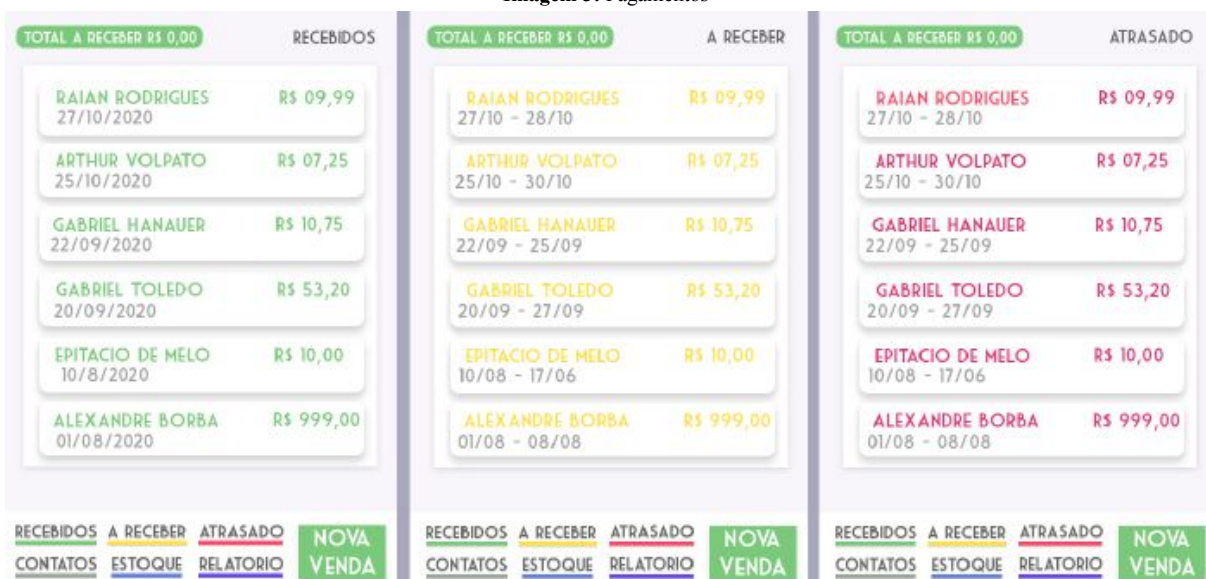 Imagem 3: Pagamentos
TOTAL A RECEBER R$ 0,00
RECEBIDOS
RAIAN RODRIGUES R$ 09,99
27/10/2020
ARTHUR VOLPATO R$ 07,25
25/10/2020
GABRIEL HANAUER R$ 10,75
22/09/2020
GABRIEL TOLEDO R$ 53,20
20/09/2020
EPITACIO DE MELO R$ 10,00
10/8/2020
ALEXANDRE BORBA R$ 999,00
01/08/2020
RECEBIDOS A RECEBER ATRASADO
CONTATOS ESTOQUE RELATORIO
NOVA
VENDA
TOTAL A RECEBER R$ 0,00
A RECEBER
RAIAN RODRIGUES R$ 09,99
27/10 - 28/10
ARTHUR VOLPATO R$ 07,25
25/10 - 30/10
GABRIEL HANAUER R$ 10,75
22/09 - 25/09
GABRIEL TOLEDO R$ 53,20
20/09 - 27/09
EPITACIO DE MELO R$ 10,00
10/08 - 17/06
ALEXANDRE BORBA R$ 999,00
01/08 - 08/08
RECEBIDOS A RECEBER ATRASADO
CONTATOS ESTOQUE RELATORIO
NOVA
VENDA
TOTAL A RECEBER R$ 0,00
ATRASADO
RAIAN RODRIGUES R$ 09,99
27/10 - 28/10
ARTHUR VOLPATO R$ 07,25
25/10 - 30/10
GABRIEL HANAUER R$ 10,75
22/09 - 25/09
GABRIEL TOLEDO R$ 53,20
20/09 - 27/09
EPITACIO DE MELO R$ 10,00
10/08 - 17/06
ALEXANDRE BORBA R$ 999,00
01/08 - 08/08
RECEBIDOS A RECEBER ATRASADO
CONTATOS ESTOQUE RELATORIO
NOVA
VENDA